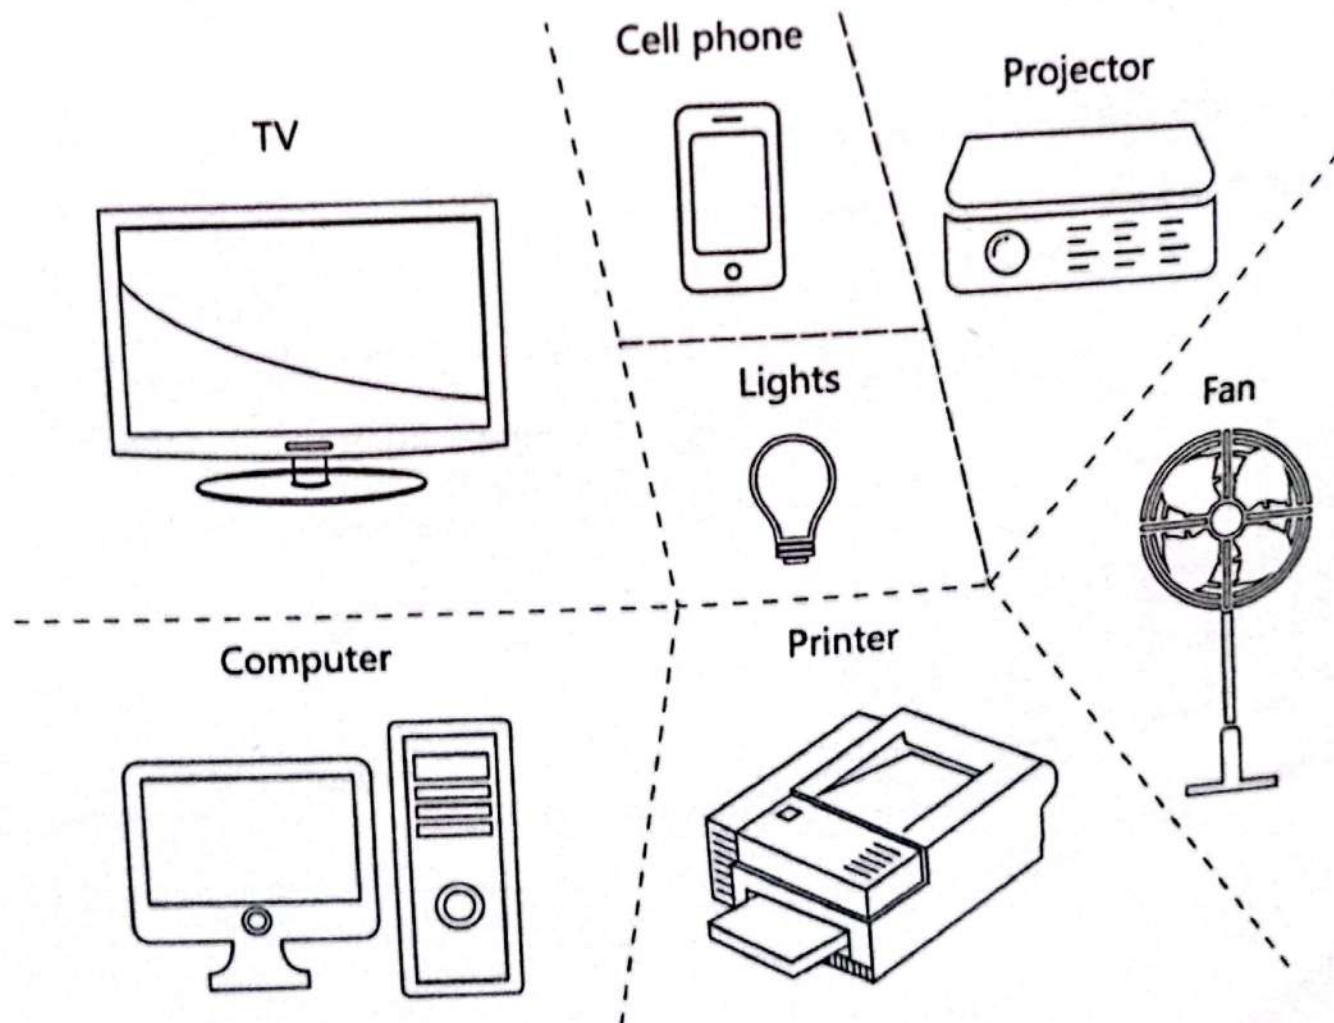 Cell phone
Projector
TV
Lights
Fan
Computer
Printer